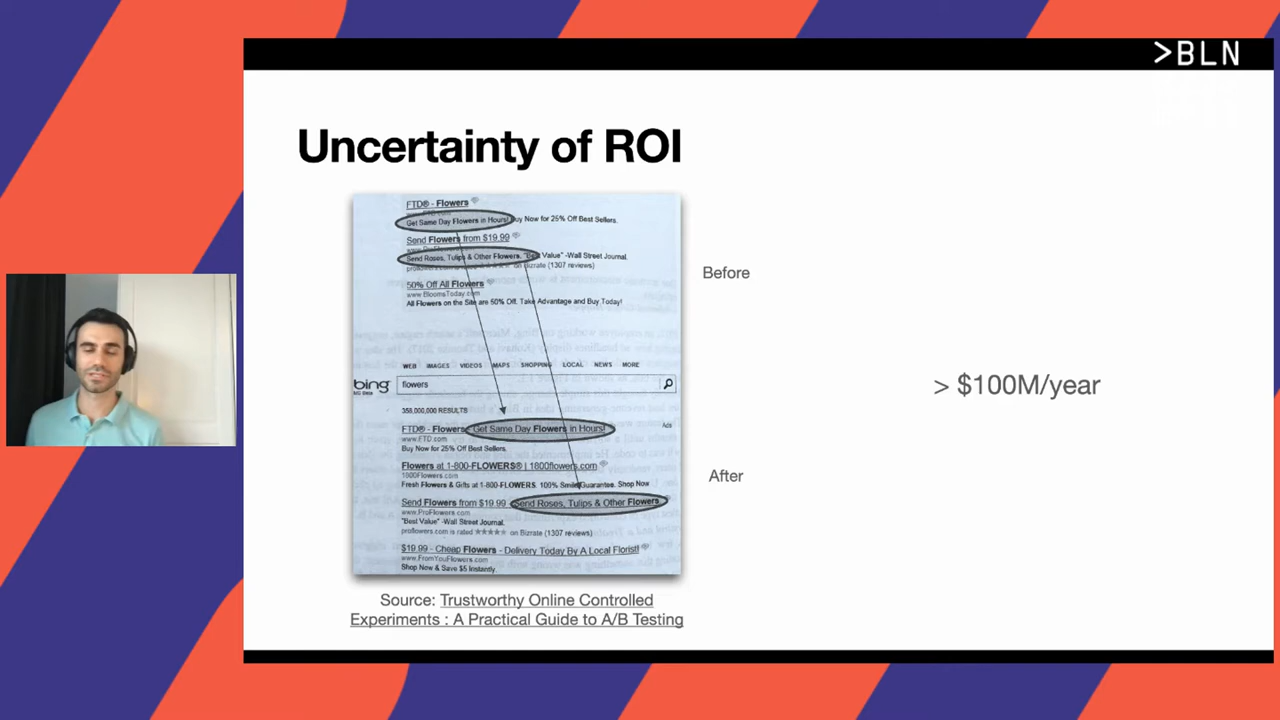 >BLN
Uncertainty of ROI
FTD® - Flowers
Get Same Day Flowers in Hours! Buy Now for 25% Off Best Sellers.
Send Flowers from $19.99
Send Roses, Tulips & Other Flowers. "Best Value" -Wall Street Journal.
proflowers.com is rated ★★★★★ on Bizrate (1307 reviews)
50% Off All Flowers
www.BloomsToday.com
All Flowers on the Site are 50% Off. Take Advantage and Buy Today!
Before
WEB IMAGES VIDEOS MAPS SHOPPING LOCAL NEWS MORE
bing
flowers
358,000,000 RESULTS
Ads
FTD®- Flowers Get Same Day Flowers in Hours!
www.FTD.com
Buy Now for 25% Off Best Sellers.
Flowers at 1-800-FLOWERS® | 1800flowers.com
1800Flowers.com
Fresh Flowers & Gifts at 1-800-FLOWERS. 100% Smile Guarantee. Shop Now
Send Flowers from $19.99 Send Roses, Tulips & Other Flowers
www.ProFlowers.com
"Best Value" -Wall Street Journal.
proflowers.com is rated ★★★★★ on Bizrate (1307 reviews)
$19.99 - Cheap Flowers - Delivery Today By A Local Florist!
www.FromYouFlowers.com
Shop Now & Save $5 Instantly.
After
> $100M/year
Source: Trustworthy Online Controlled
Experiments : A Practical Guide to A/B Testing